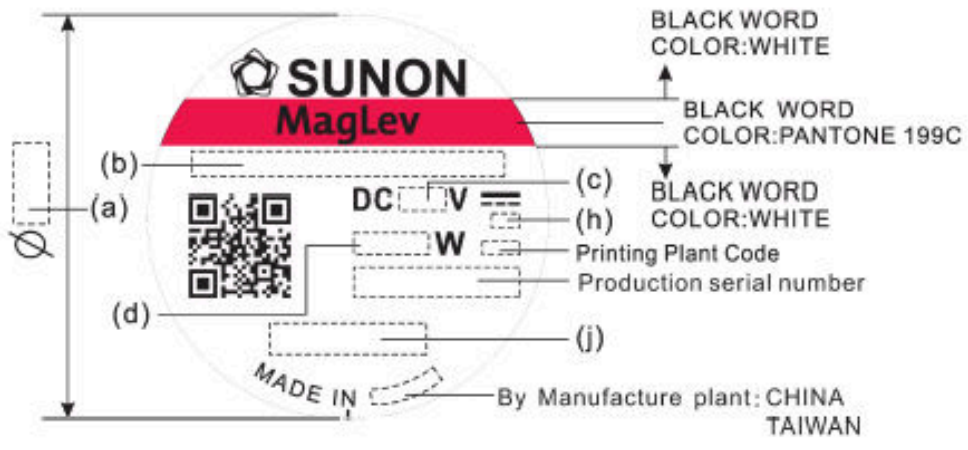 BLACK WORD
COLOR:WHITE
SUNON
MagLev
BLACK WORD
COLOR:PANTONE 199C
(b)
(c)
(a)
DC V
BLACK WORD
COLOR:WHITE
(h)
Ø
W
Printing Plant Code
Production serial number
(d)
(j)
MADE IN
By Manufacture plant: CHINA
TAIWAN